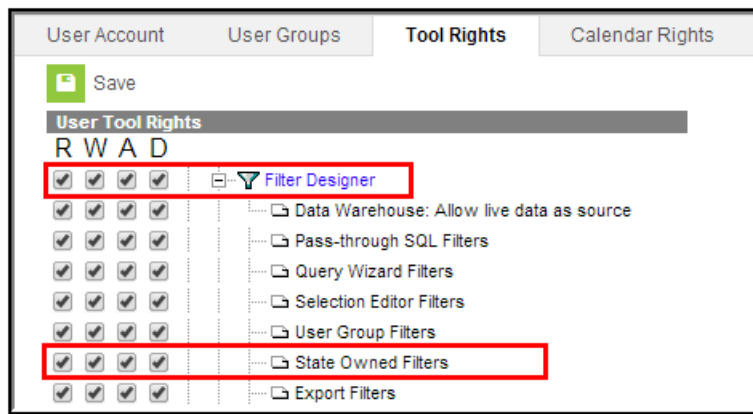 User Account User Groups Tool Rights Calendar Rights
Save
User Tool Rights
R W A D
Filter Designer
Data Warehouse: Allow live data as source
Pass-through SQL Filters
Query Wizard Filters
Selection Editor Filters
User Group Filters
State Owned Filters
Export Filters